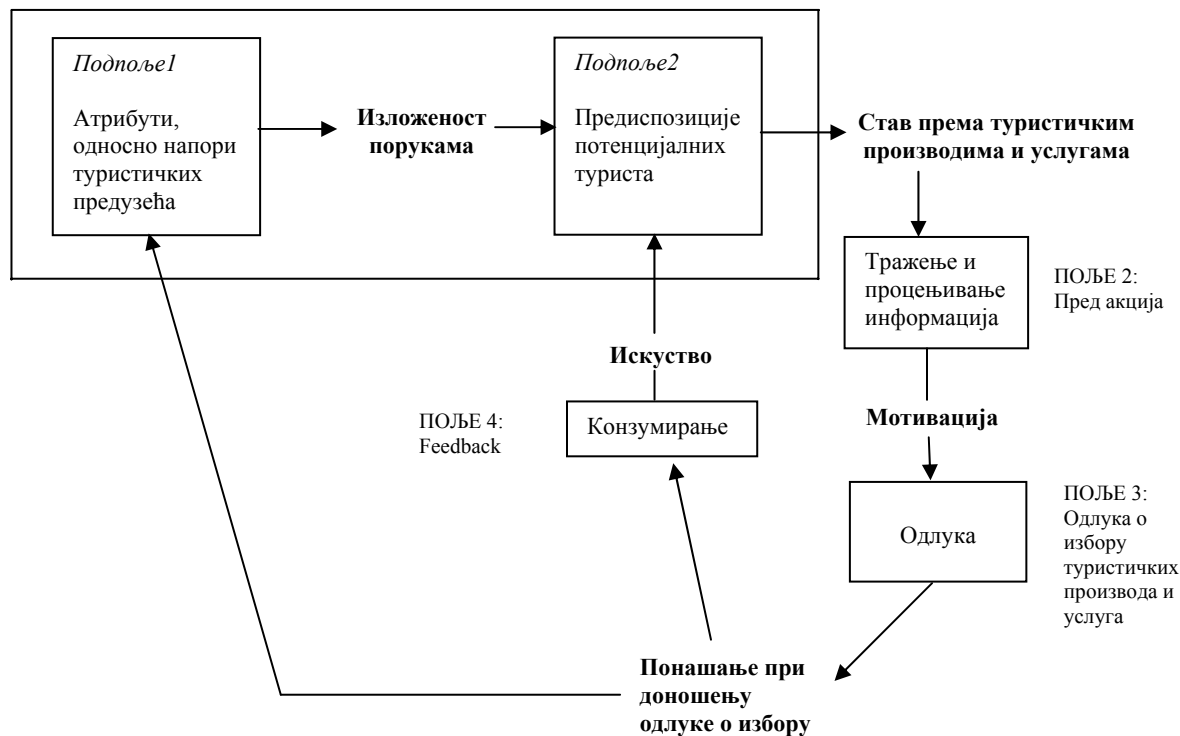 Подпоље1
Атрибути,
односно напори
туристичких
предузећа
Изложеност
порукама
Подпоље2
Предиспозиције
потенцијалних
туриста
Став према туристичким
производима и услугама
Тражење и
процењивање
информација
ПОЉЕ 2:
Пред акција
Мотивација
Искуство
Конзумирање
ПОЉЕ 4:
Feedback
Одлука
ПОЉЕ 3:
Одлука о
избору
туристичких
производа и
услуга
Понашање при
доношењу
одлуке о избору